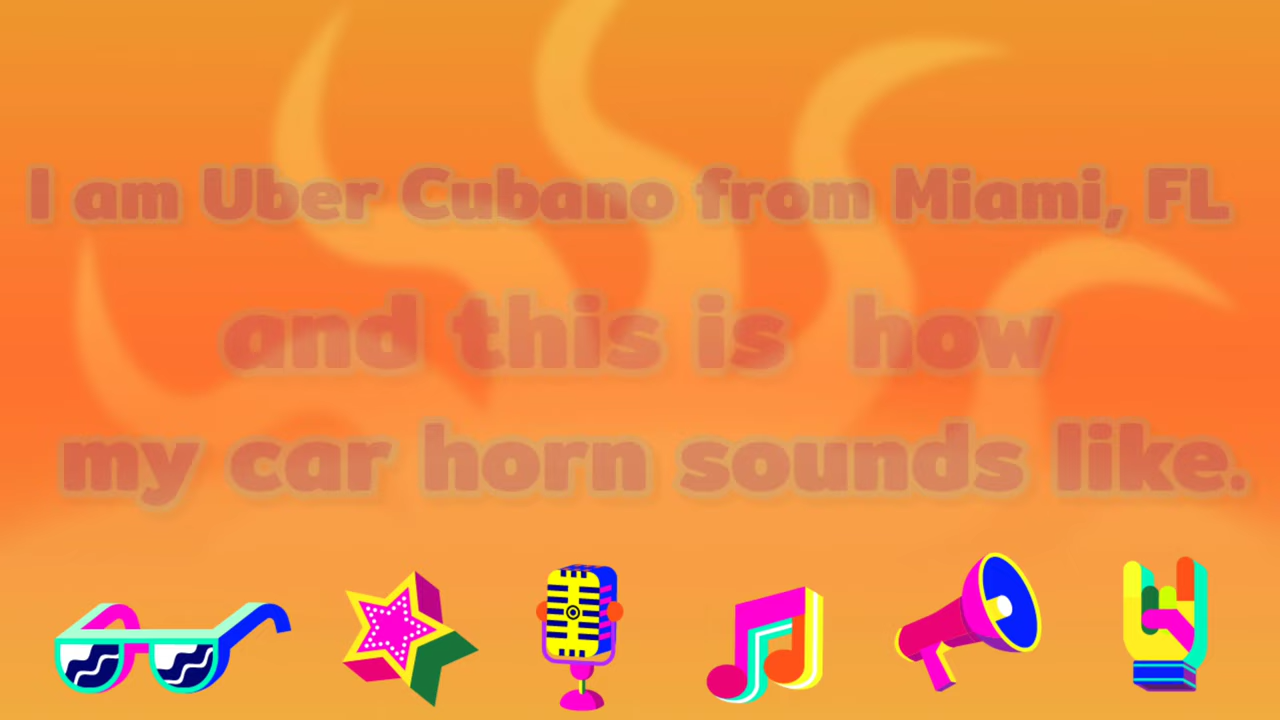 I am Uber Cubano from Miami, FL
and this is how
my car horn sounds like.